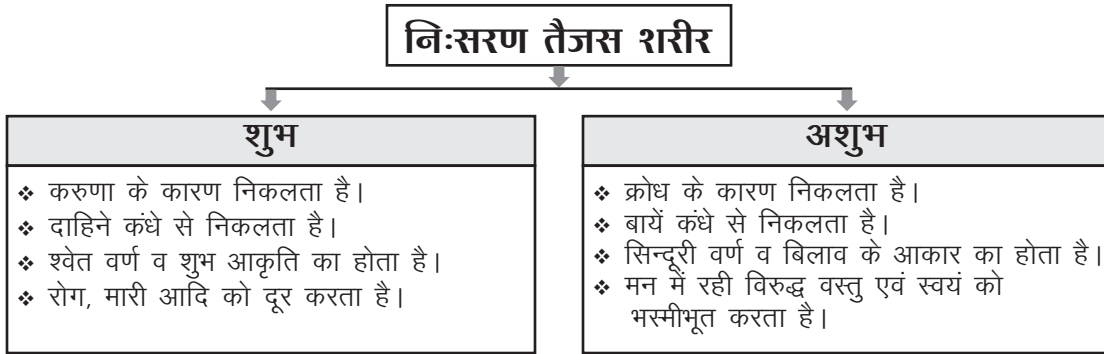 निःसरण तैजस शरीर
शुभ
❖ करुणा के कारण निकलता है।
❖ दाहिने कंधे से निकलता है।
❖ श्वेत वर्ण व शुभ आकृति का होता है।
❖ रोग, मारी आदि को दूर करता है।
अशुभ
❖ क्रोध के कारण निकलता है।
❖ बायें कंधे से निकलता है।
❖ सिन्दूरी वर्ण व बिलाव के आकार का होता है।
❖ मन में रही विरुद्ध वस्तु एवं स्वयं को
भस्मीभूत करता है।